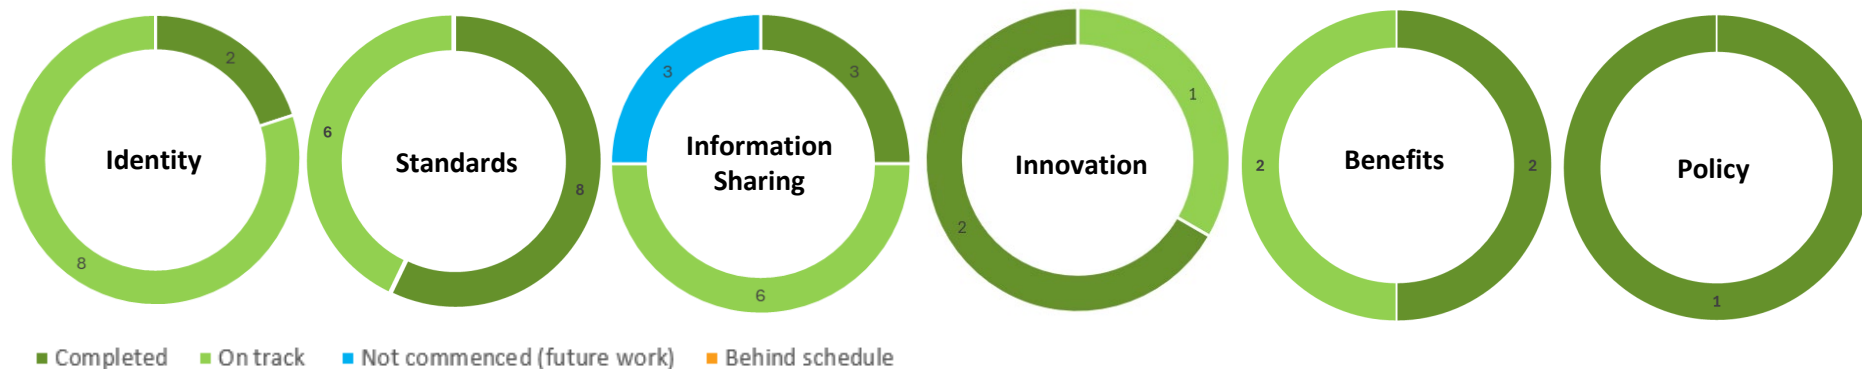 2
8
Identity
6
8
Standards
3
3
6
Information
Sharing
1
2
Innovation
2
2
Benefits
1
Policy
Completed
On track
Not commenced (future work)
Behind schedule